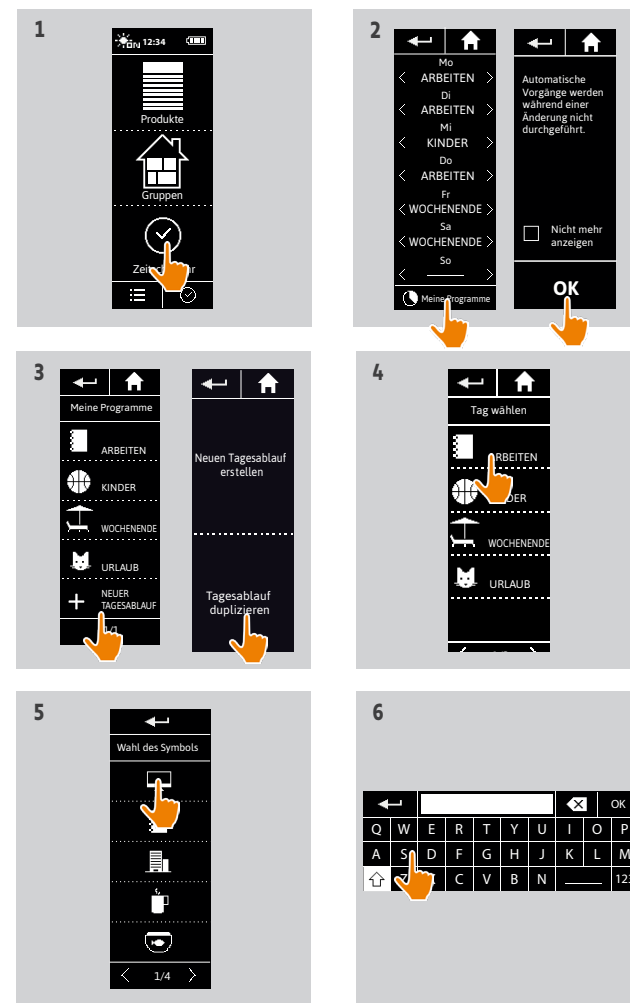 1
ON 12:34
Produkte
Gruppen
2
Mo
ARBEITEN
Di
ARBEITEN
Mi
KINDER
Do
ARBEITEN
Fr
WOCHENENDE
Sa
WOCHENENDE
So
Meine Programme
Automatische
Vorgänge werden
während einer
Änderung nicht
durchgeführt.
Nicht mehr
anzeigen
OK
3
Meine Programme
ARBEITEN
KINDER
WOCHENENDE
URLAUB
NEUER
TAGESABLAUF
Neuen Tagesablauf
erstellen
Tagesablauf
duplizieren
4
Tag wählen
RBEITEN
DER
WOCHENENDE
URLAUB
5
Wahl des Symbols
1/4
6
OK
Q W E R T Y U I O P
A S D F G H J K L M
C V B N 123